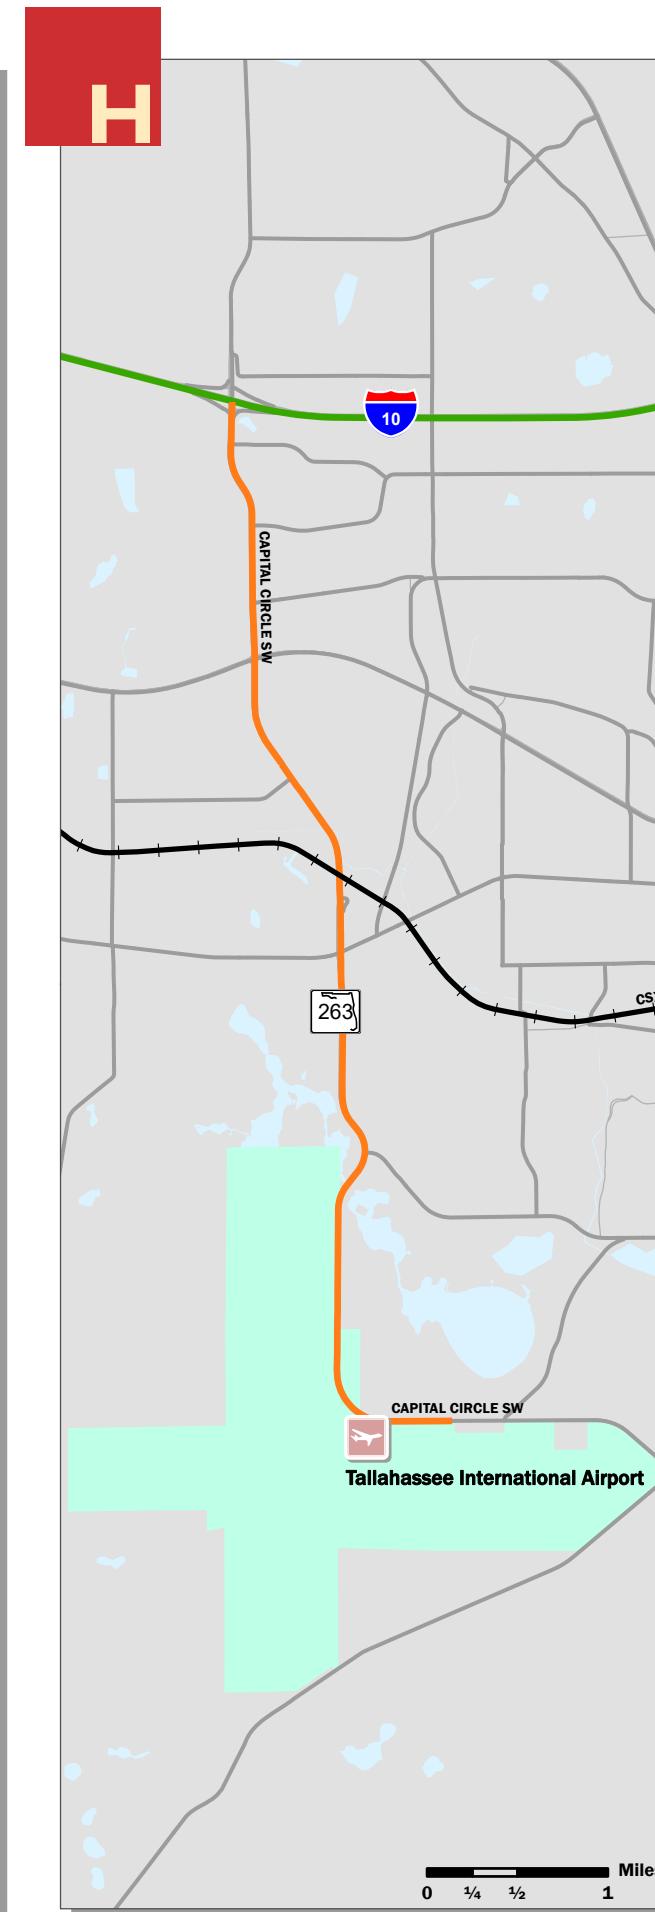 H
10
CAPITAL CIRCLE SW
263
CAPITAL CIRCLE SW
Tallahassee International Airport
0 ¼ ½ 1